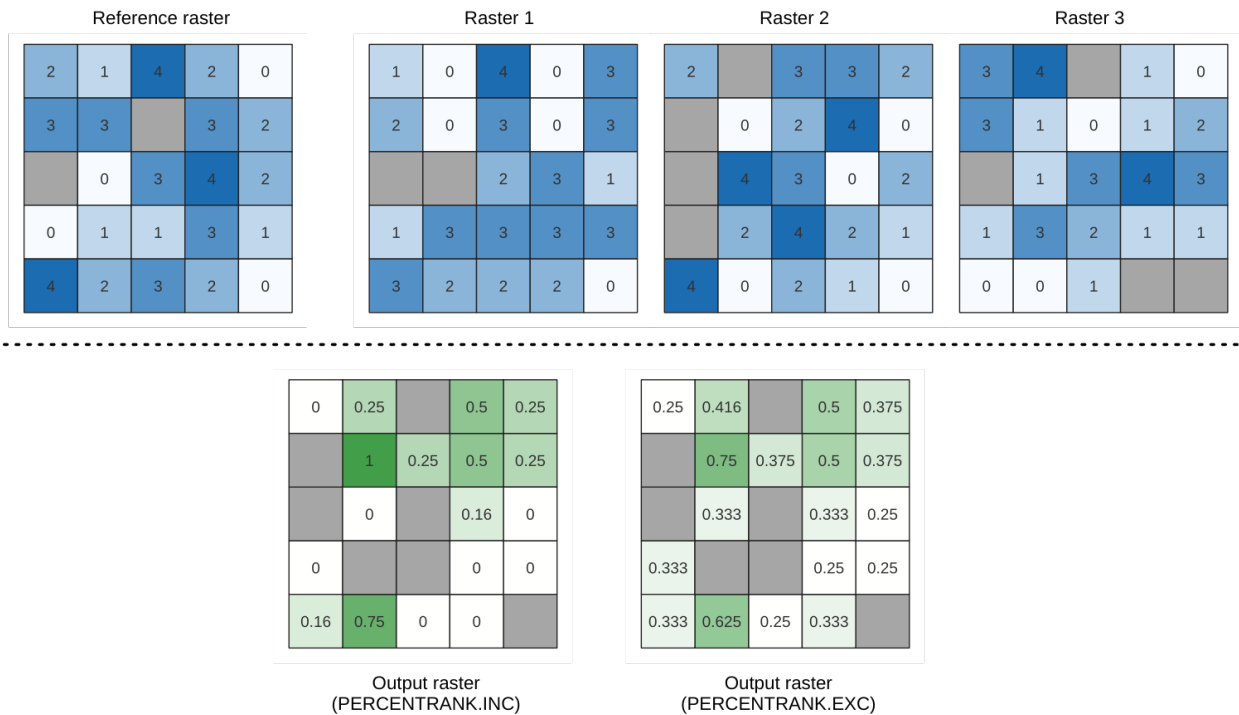 Reference raster Raster 1 Raster 2 Raster 3
2 1 4 2 0 1 0 4 0 3 2 3 3 2 3 4 1 0
3 3 3 2 2 0 3 0 3 0 2 4 0 3 1 0 1 2
0 3 4 2 2 3 1 4 3 0 2 1 3 4 3
0 1 1 3 1 1 3 3 3 3 2 4 2 1 1 3 2 1 1
4 2 3 2 0 3 2 2 2 0 4 0 2 1 0 0 0 1
0 0.25 0.5 0.25 0.25 0.416 0.5 0.375
1 0.25 0.5 0.25 0.75 0.375 0.5 0.375
0 0.16 0 0.333 0.333 0.25
0 0 0 0.333 0.25 0.25
0.16 0.75 0 0 0.333 0.625 0.25 0.333
Output raster Output raster
(PERCENTRANK.INC) (PERCENTRANK.EXC)